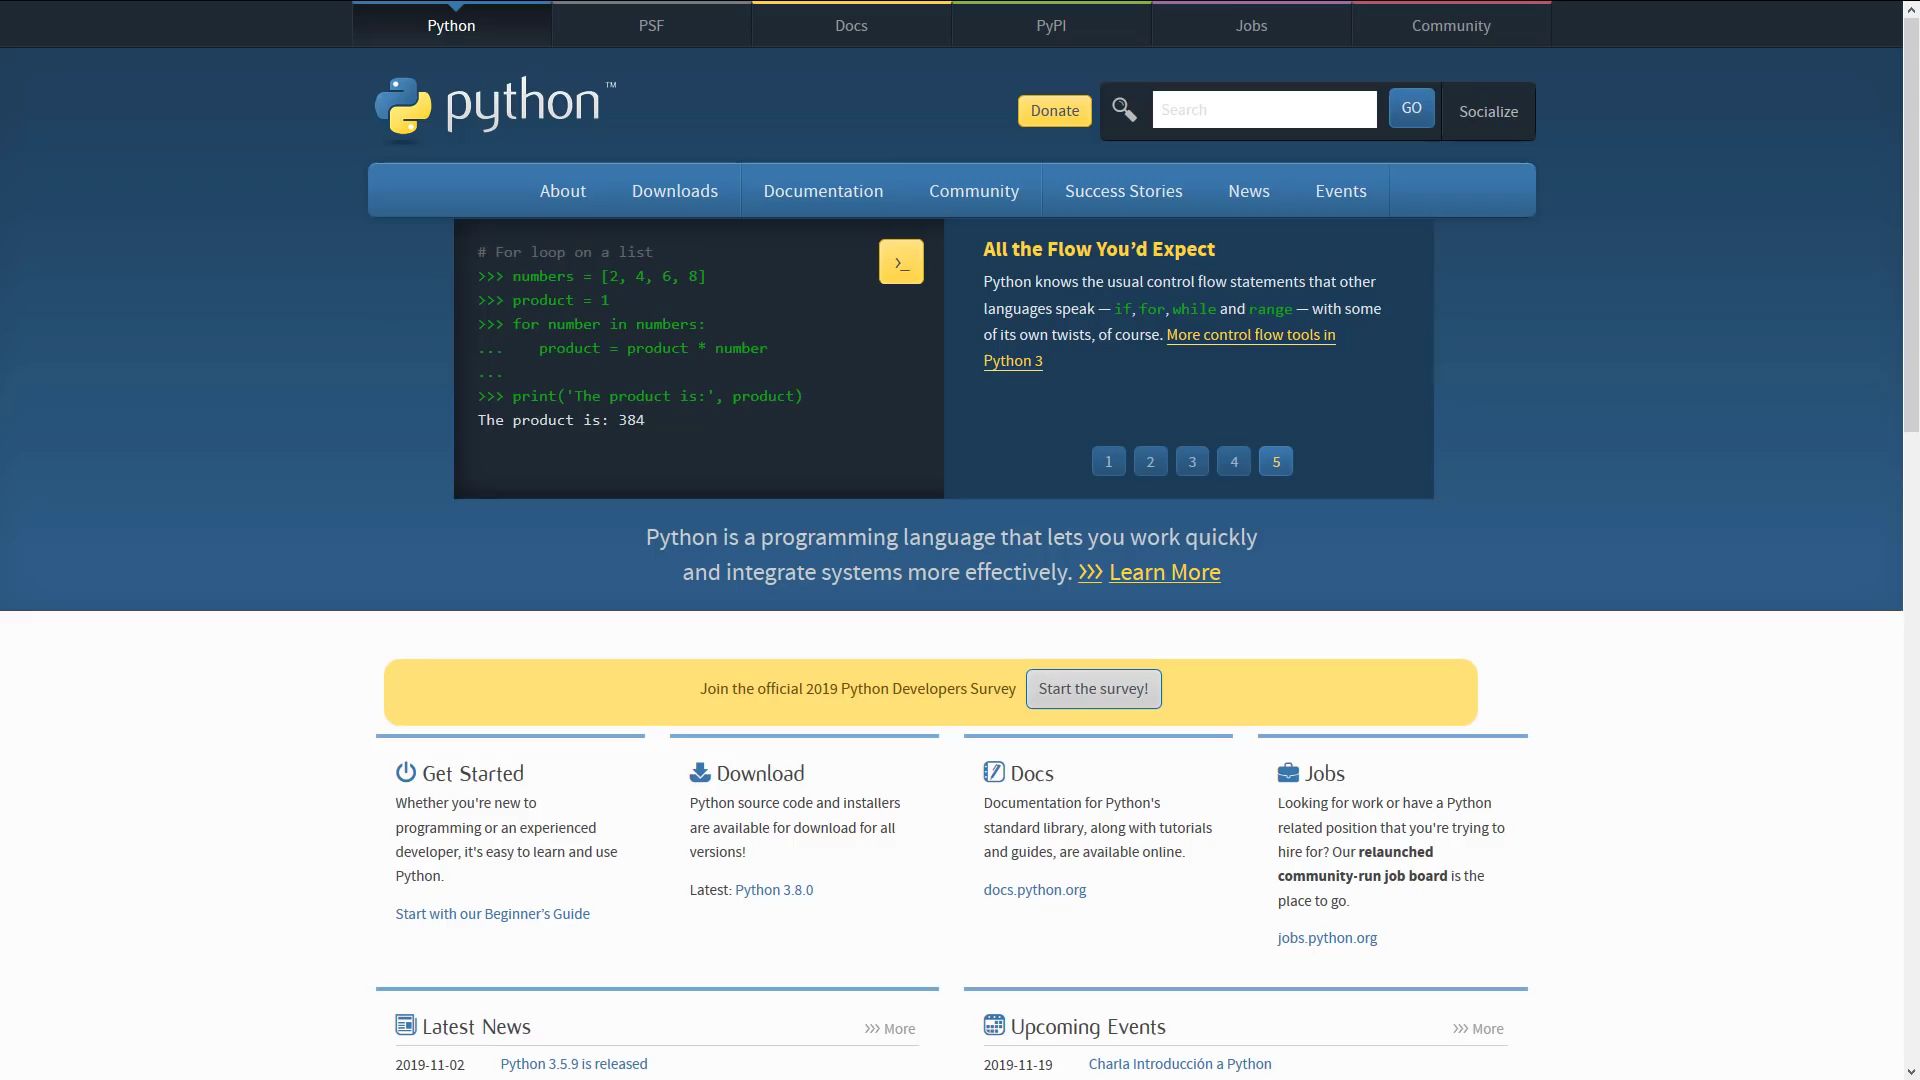 Python
PSF
Docs
PyPI
Jobs
Community
python™
Donate
Search
GO
Socialize
About
Downloads
Documentation
Community
Success Stories
News
Events
# For loop on a list
>>> numbers = [2, 4, 6, 8]
>>> product = 1
>>> for number in numbers:
...    product = product * number
...
>>> print('The product is:', product)
The product is: 384
>_
All the Flow You’d Expect
Python knows the usual control flow statements that other
languages speak — if, for, while and range — with some
of its own twists, of course. More control flow tools in
Python 3
1
2
3
4
5
Python is a programming language that lets you work quickly
and integrate systems more effectively. >>> Learn More
Join the official 2019 Python Developers Survey
Start the survey!
Get Started
Whether you're new to
programming or an experienced
developer, it's easy to learn and use
Python.
Start with our Beginner’s Guide
Download
Python source code and installers
are available for download for all
versions!
Latest: Python 3.8.0
Docs
Documentation for Python's
standard library, along with tutorials
and guides, are available online.
docs.python.org
Jobs
Looking for work or have a Python
related position that you're trying to
hire for? Our relaunched
community-run job board is the
place to go.
jobs.python.org
Latest News
>>> More
2019-11-02 Python 3.5.9 is released
Upcoming Events
>>> More
2019-11-19 Charla Introducción a Python